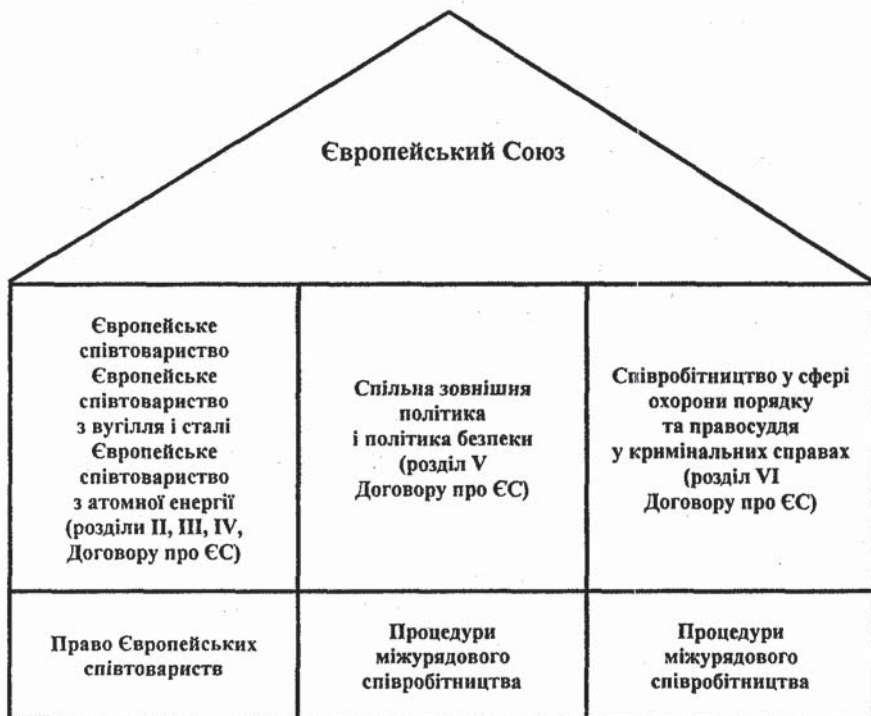 Європейський Союз
Європейське
співтовариство
Європейське
співтовариство
з вугілля і сталі
Європейське
співтовариство
з атомної енергії
(розділи II, III, IV,
Договору про ЄС)
Спільна зовнішня
політика
і політика безпеки
(розділ V
Договору про ЄС)
Співробітництво у сфері
охорони порядку
та правосуддя
у кримінальних справах
(розділ VI
Договору про ЄС)
Право Європейських
співтовариств
Процедури
міжурядового
співробітництва
Процедури
міжурядового
співробітництва